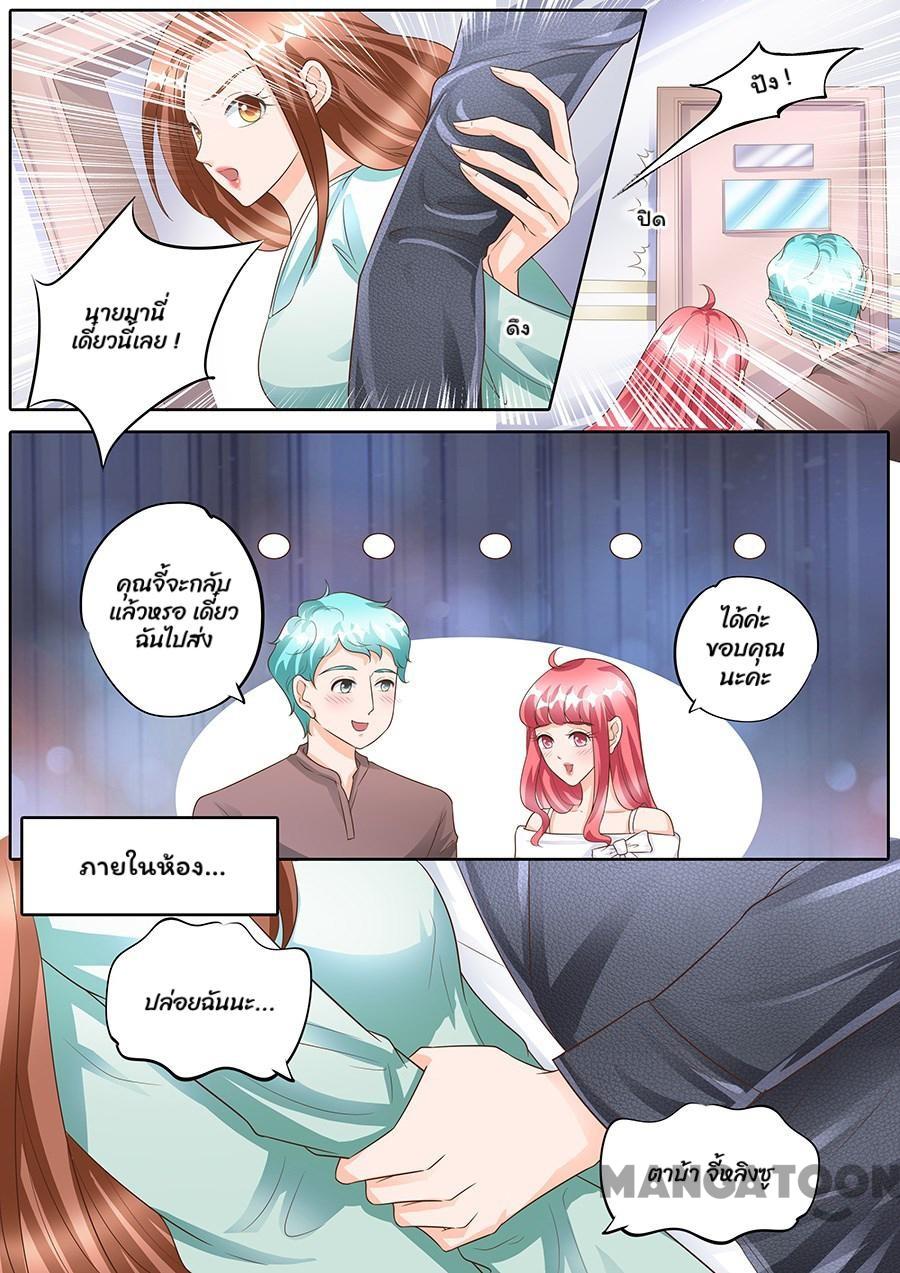 นายมานี่
เดี๋ยวนี้เลย !
ดึง
ปัง !
ปิด
คุณจี้จะกลับ
แล้วหรอ เดี๋ยว
ฉันไปส่ง
ได้ค่ะ
ขอบคุณ
นะคะ
ภายในห้อง...
ปล่อยฉันนะ...
ตาบ้า จี้หลิงซู
MANGATOON